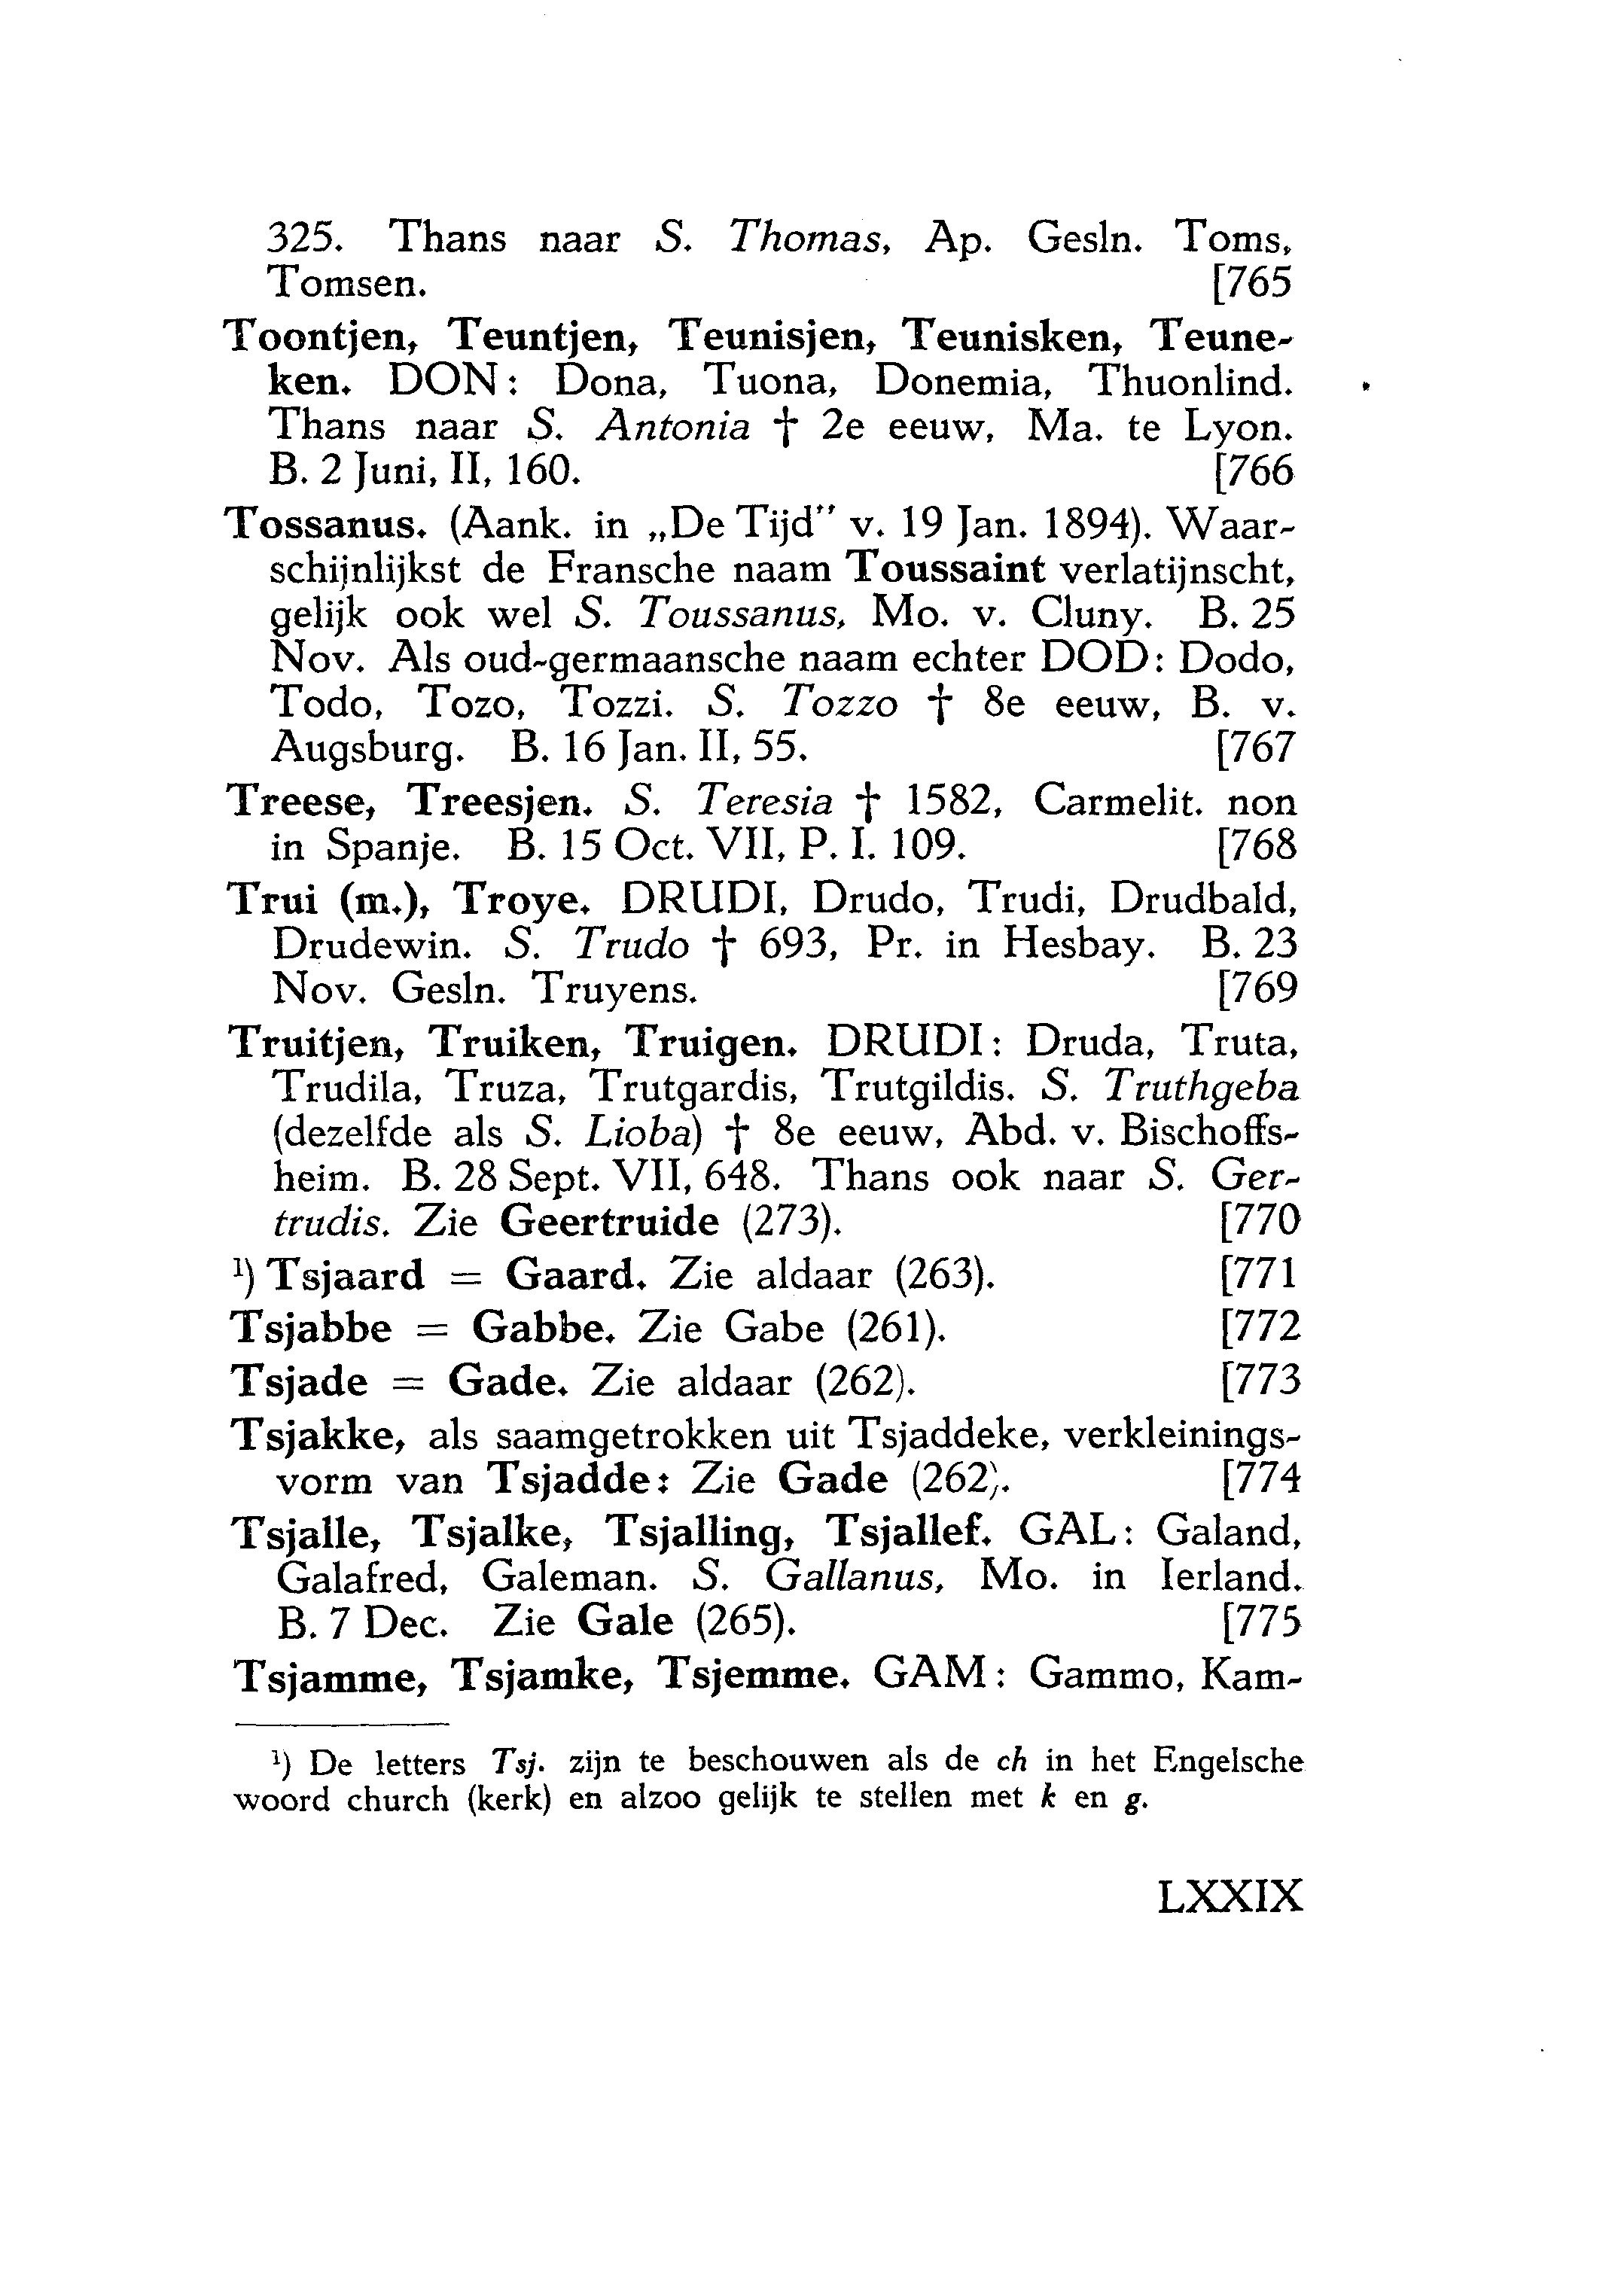 325. Thans naar S. Thomas, Ap. Gesln. Toms,
Tomsen. [765
Toontjen, Teuntjen, Teunisjen, Teunisken, Teune-
ken. DON: Dona, Tuona, Donemia, Thuonlind.
Thans naar S. Antonia † 2e eeuw, Ma. te Lyon.
B. 2 Juni, II, 160. [766
Tossanus. (Aank. in „De Tijd" v. 19 Jan. 1894). Waar-
schijnlijkst de Fransche naam Toussaint verlatijnscht,
gelijk ook wel S. Toussanus, Mo. v. Cluny. B. 25
Nov. Als oud-germaansche naam echter DOD: Dodo,
Todo, Tozo, Tozzi. S. Tozzo † 8e eeuw, B. v.
Augsburg. B. 16 Jan. II, 55. [767
Treese, Treesjen. S. Teresia † 1582, Carmelit. non
in Spanje. B. 15 Oct. VII, P. I. 109. [768
Trui (m.), Troye. DRUDI, Drudo, Trudi, Drudbald,
Drudewin. S. Trudo † 693, Pr. in Hesbay. B. 23
Nov. Gesln. Truyens. [769
Truitjen, Truiken, Truigen. DRUDI: Druda, Truta,
Trudila, Truza, Trutgardis, Trutgildis. S. Truthgeba
(dezelfde als S. Lioba) † 8e eeuw, Abd. v. Bischoffs-
heim. B. 28 Sept. VII, 648. Thans ook naar S. Ger-
trudis. Zie Geertruide (273). [770
¹) Tsjaard = Gaard. Zie aldaar (263). [771
Tsjabbe = Gabbe. Zie Gabe (261). [772
Tsjade = Gade. Zie aldaar (262). [773
Tsjakke, als saamgetrokken uit Tsjaddeke, verkleinings-
vorm van Tsjadde: Zie Gade (262). [774
Tsjalle, Tsjalke, Tsjalling, Tsjallef. GAL: Galand,
Galafred, Galeman. S. Gallanus, Mo. in Ierland.
B. 7 Dec. Zie Gale (265). [775
Tsjamme, Tsjamke, Tsjemme. GAM: Gammo, Kam-
¹) De letters Tsj. zijn te beschouwen als de ch in het Engelsche
woord church (kerk) en alzoo gelijk te stellen met k en g.
LXXIX